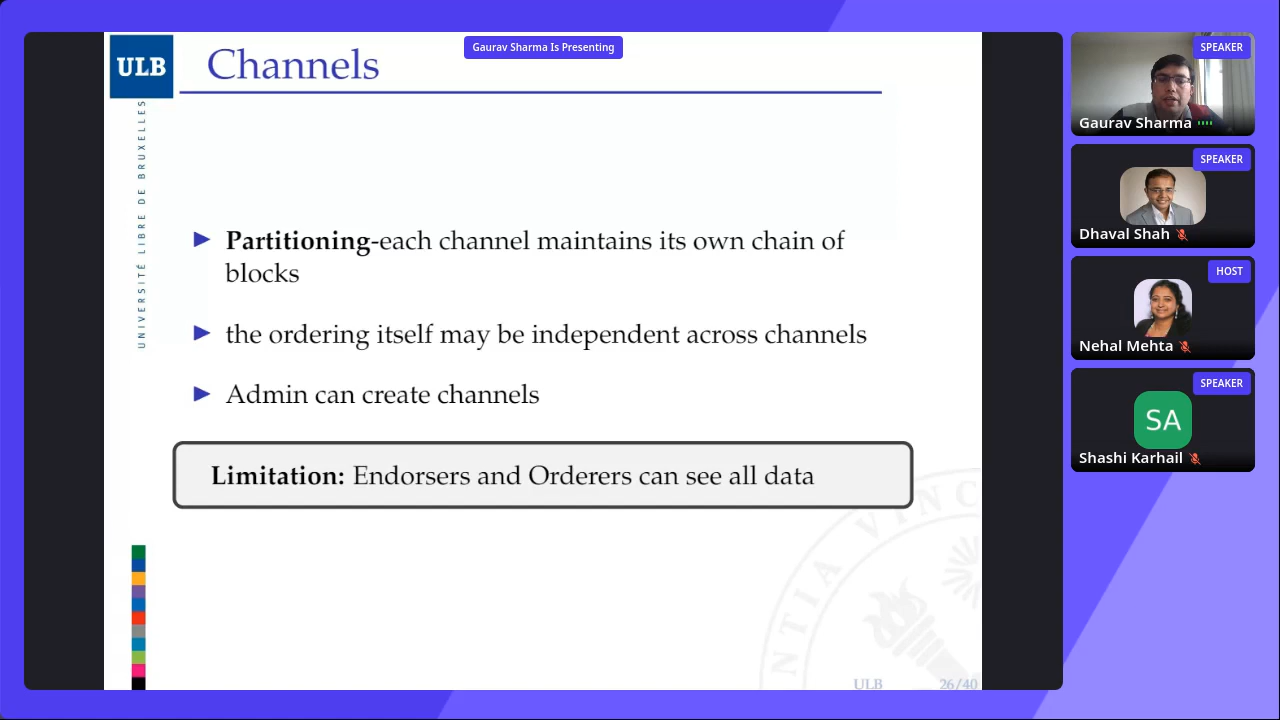 Gaurav Sharma Is Presenting
ULB
Channels
UNIVERSITÉ LIBRE DE BRUXELLES
Partitioning-each channel maintains its own chain of
blocks
the ordering itself may be independent across channels
Admin can create channels
Limitation: Endorsers and Orderers can see all data
NTIA VINC
ULB 26/40
SPEAKER
Gaurav Sharma
SPEAKER
Dhaval Shah
HOST
Nehal Mehta
SPEAKER
SA
Shashi Karhail